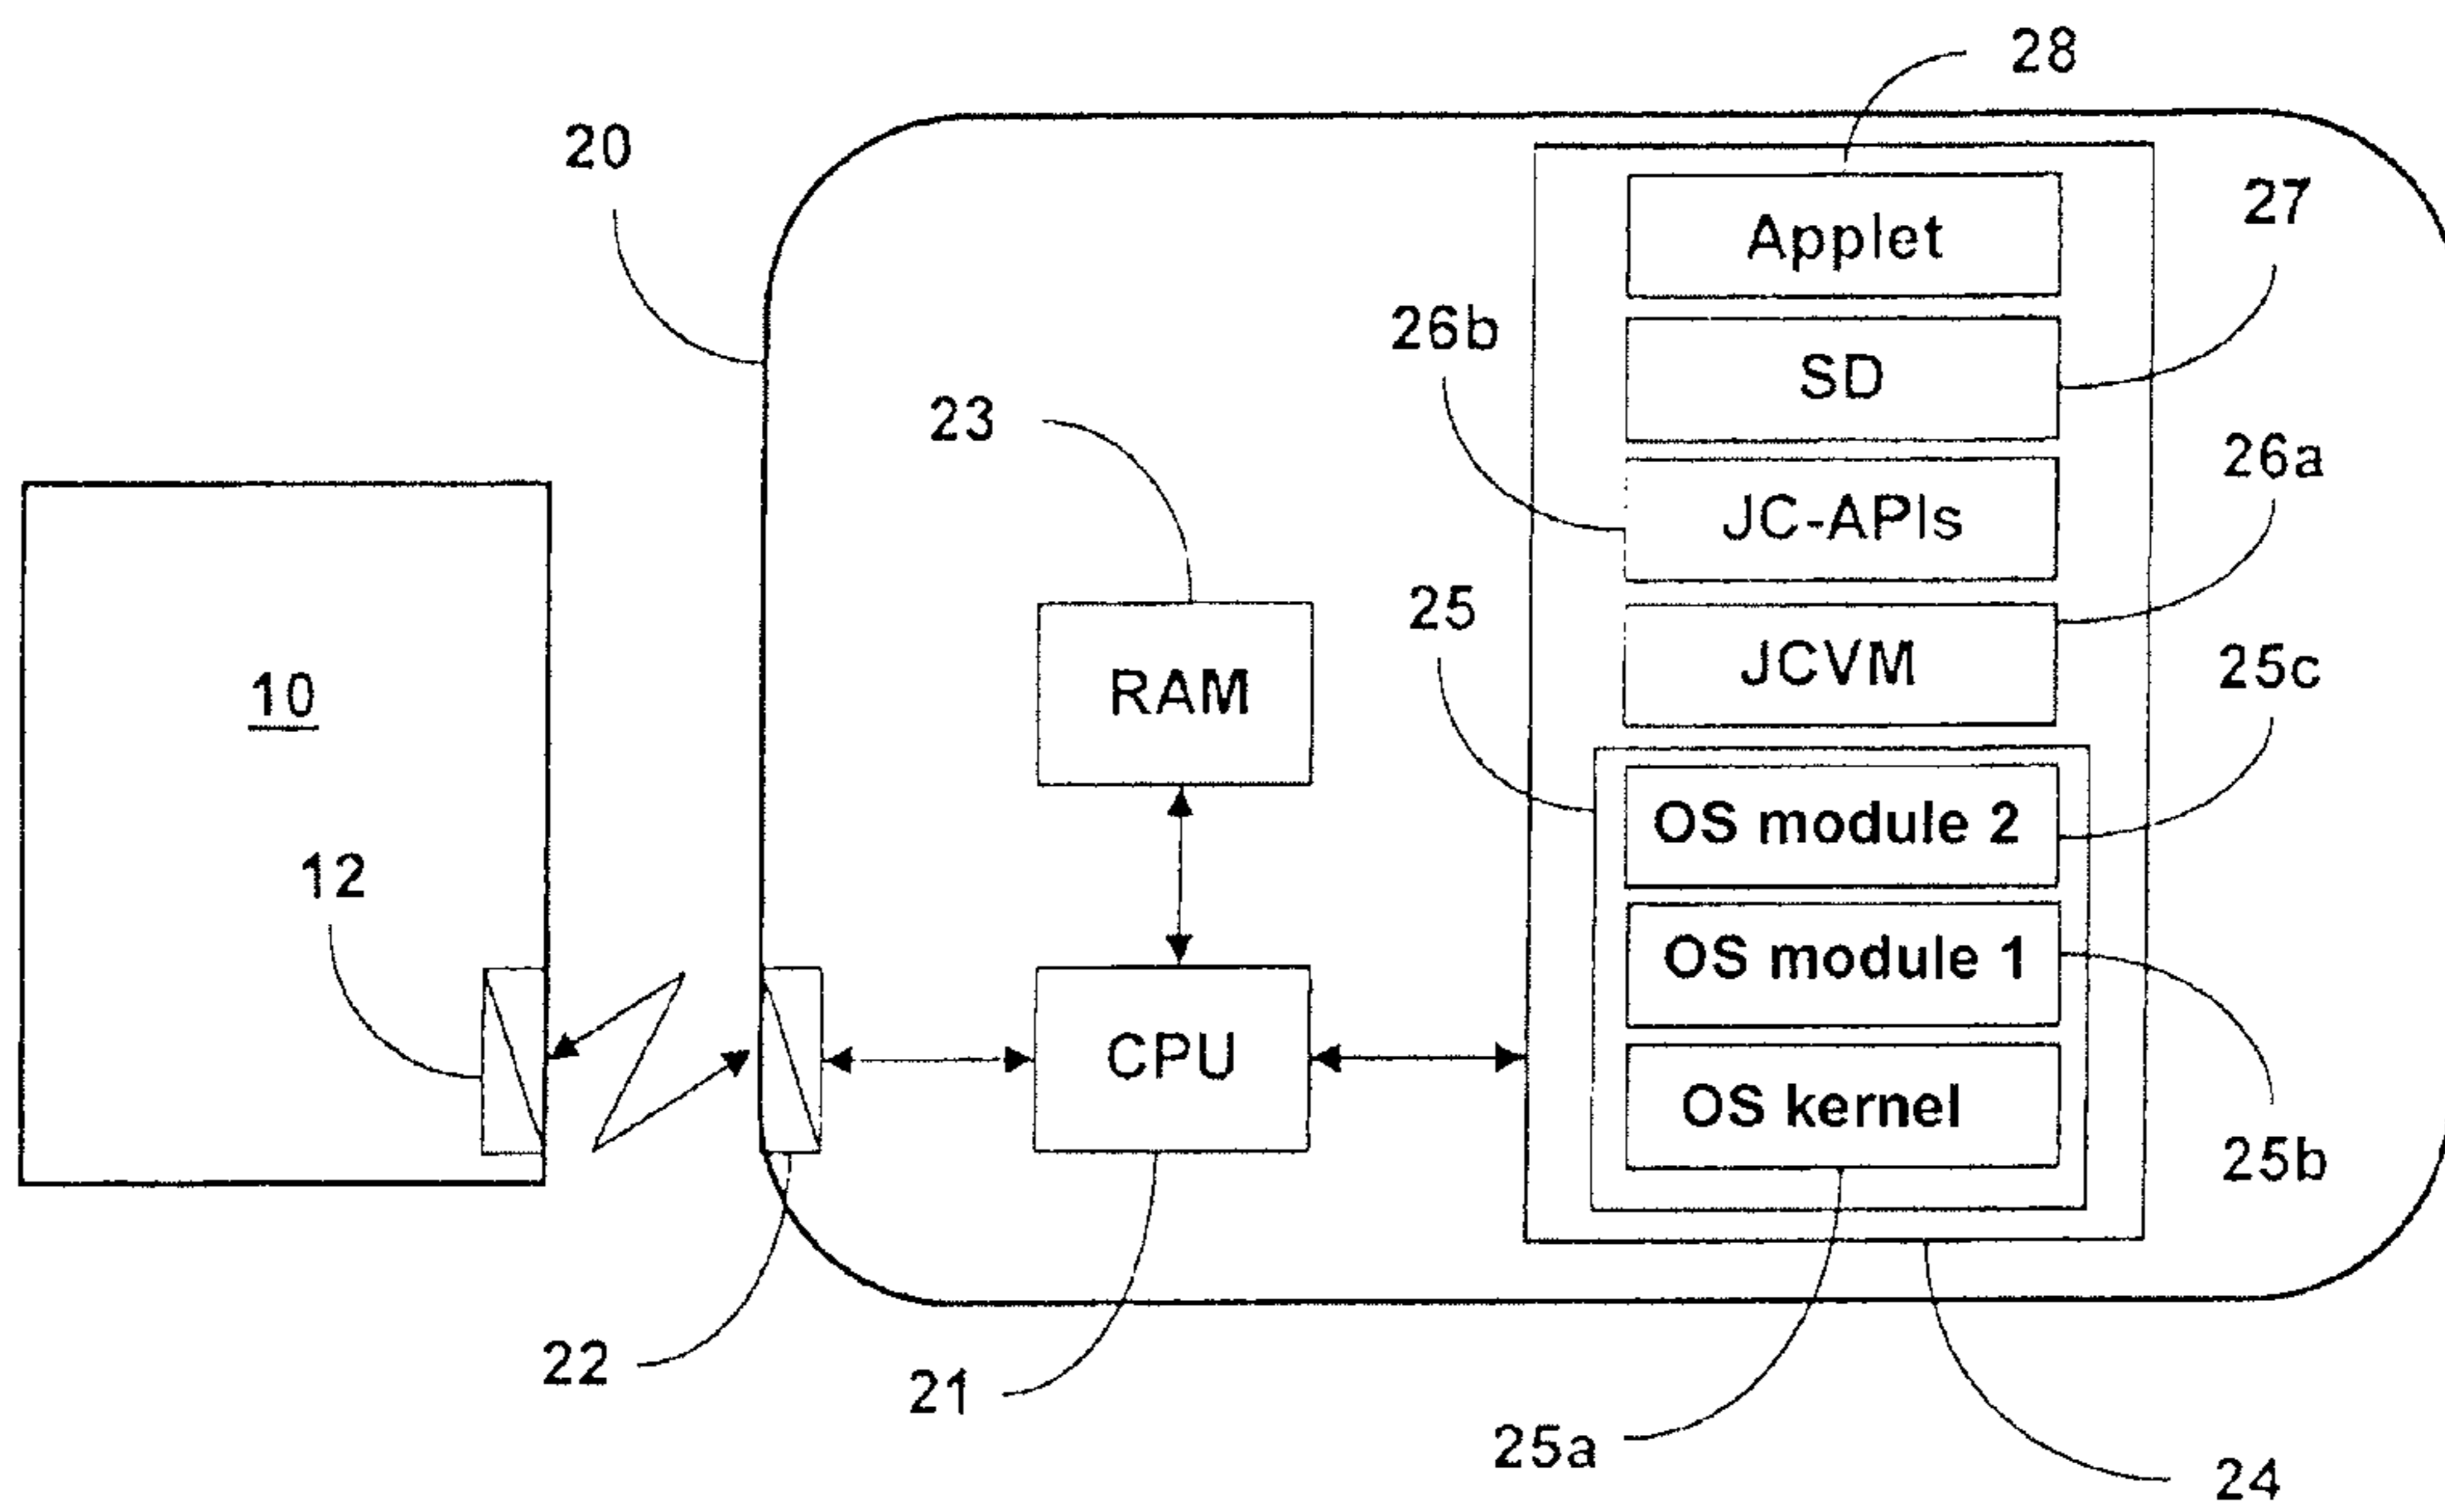 28
20
27
Applet
26b
SD
23
26a
JC-APIs
25
25c
JCVM
10
RAM
OS module 2
12
OS module 1
CPU
OS kernel
25b
22
21
25a
24